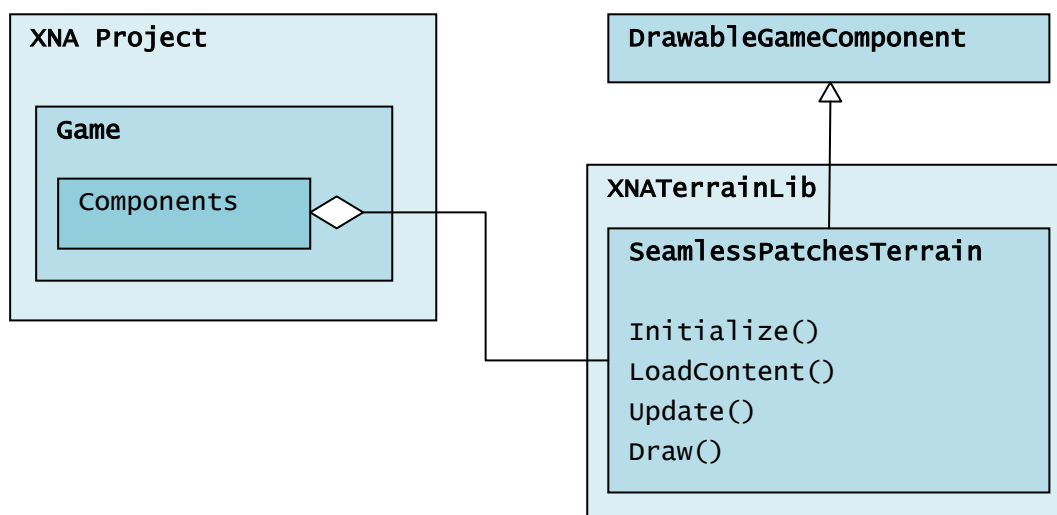 XNA Project
Game
Components
DrawableGameComponent
XNATerrainLib
SeamlessPatchesTerrain
Initialize()
LoadContent()
Update()
Draw()